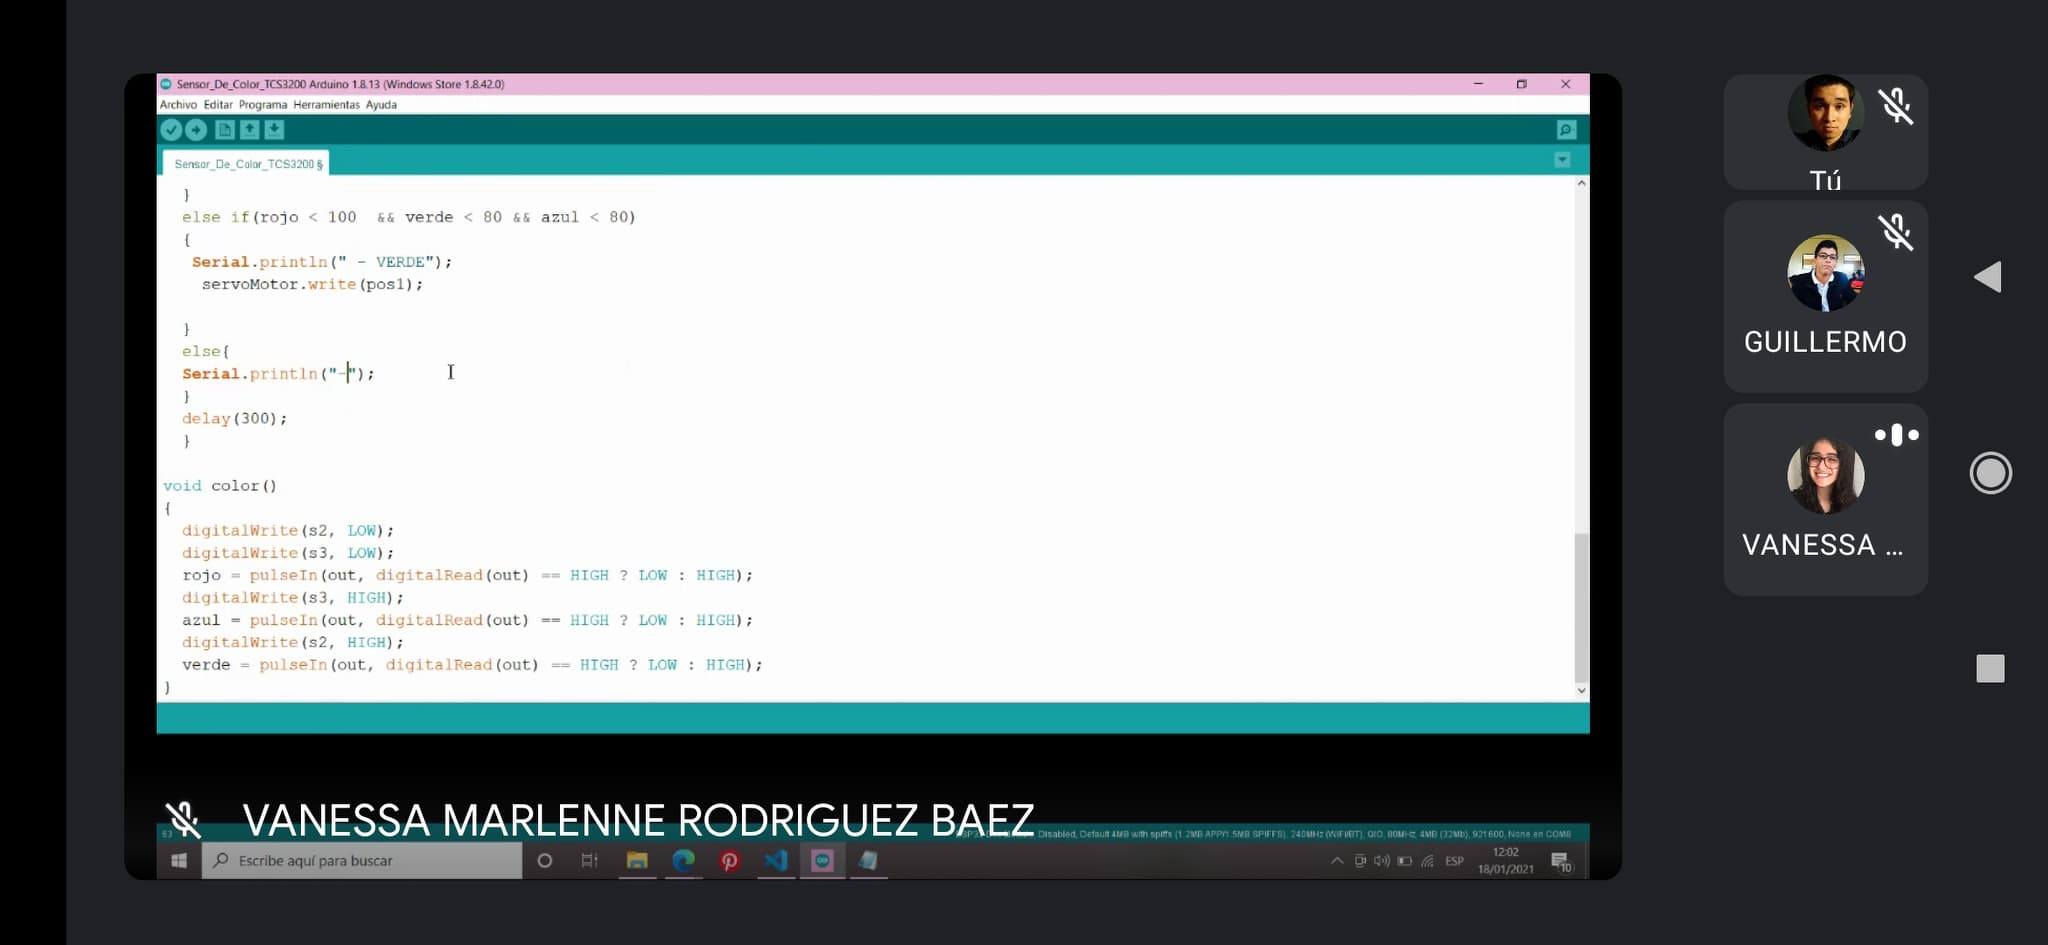 Sensor_De_Color_TCS3200 Arduino 1.8.13 (Windows Store 1.8.42.0)
Archivo Editar Programa Herramientas Ayuda
Sensor_De_Color_TCS3200 §
}
else if(rojo < 100  && verde < 80 && azul < 80)
{
Serial.println(" - VERDE");
servoMotor.write(pos1);
}
else{
Serial.println("-");
}
delay(300);
}
void color()
{
digitalWrite(s2, LOW);
digitalWrite(s3, LOW);
rojo = pulseIn(out, digitalRead(out) == HIGH ? LOW : HIGH);
digitalWrite(s3, HIGH);
azul = pulseIn(out, digitalRead(out) == HIGH ? LOW : HIGH);
digitalWrite(s2, HIGH);
verde = pulseIn(out, digitalRead(out) == HIGH ? LOW : HIGH);
}
VANESSA MARLENNE RODRIGUEZ BAEZ
63
Disabled, Default 4MB with spiffs (1.2MB APP/1.5MB SPIFFS), 240MHz (WiFi/BT), QIO, 80MHz, 4MB (32Mb), 921600, None en COM8
Escribe aquí para buscar
ESP
12:02
18/01/2021
10
Tú
GUILLERMO
VANESSA ...